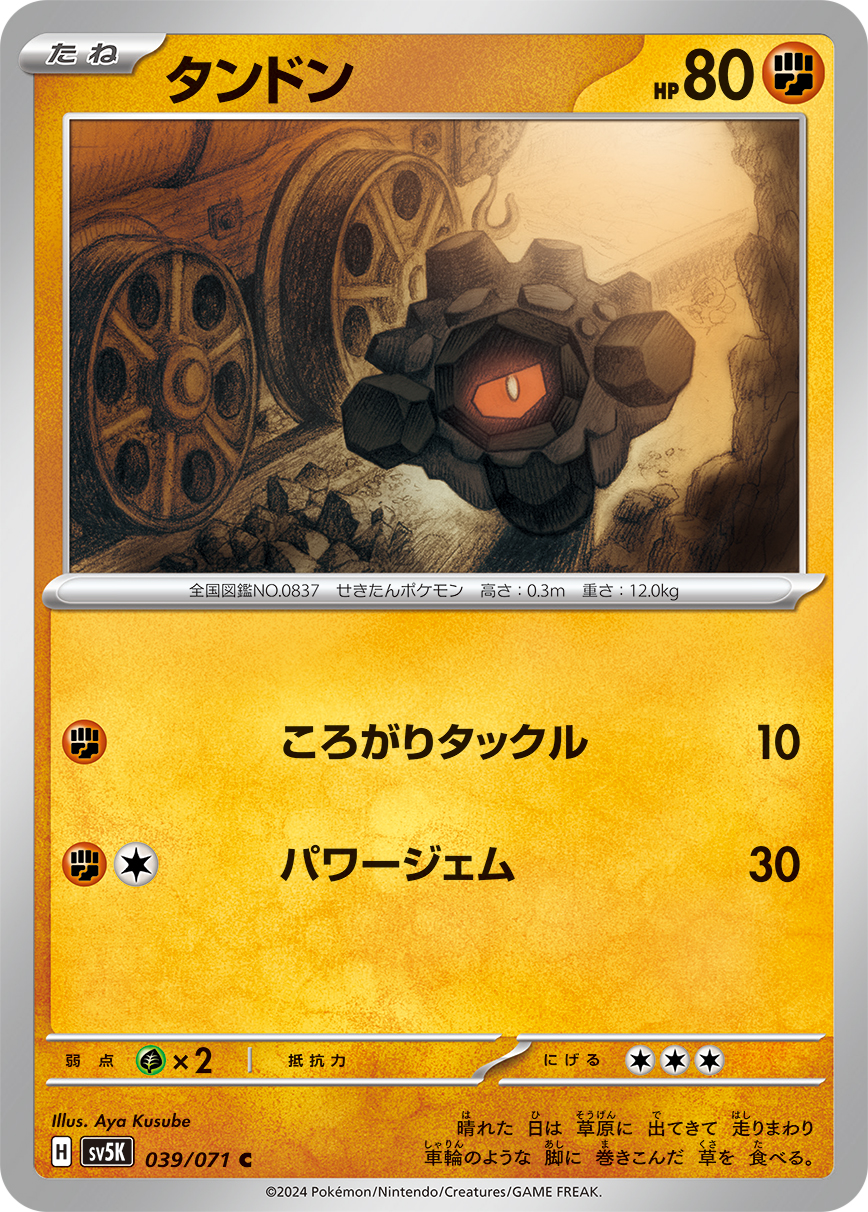 たね
タンドン
HP80
全国図鑑NO.0837 せきたんポケモン 高さ：0.3m 重さ：12.0kg
ころがりタックル 10
パワージェム 30
弱点 ×2 抵抗力 にげる
Illus. Aya Kusube
H sv5K 039/071 C
晴れた 日は 草原に 出てきて 走りまわり
車輪のような 脚に 巻きこんだ 草を 食べる。
©2024 Pokémon/Nintendo/Creatures/GAME FREAK.